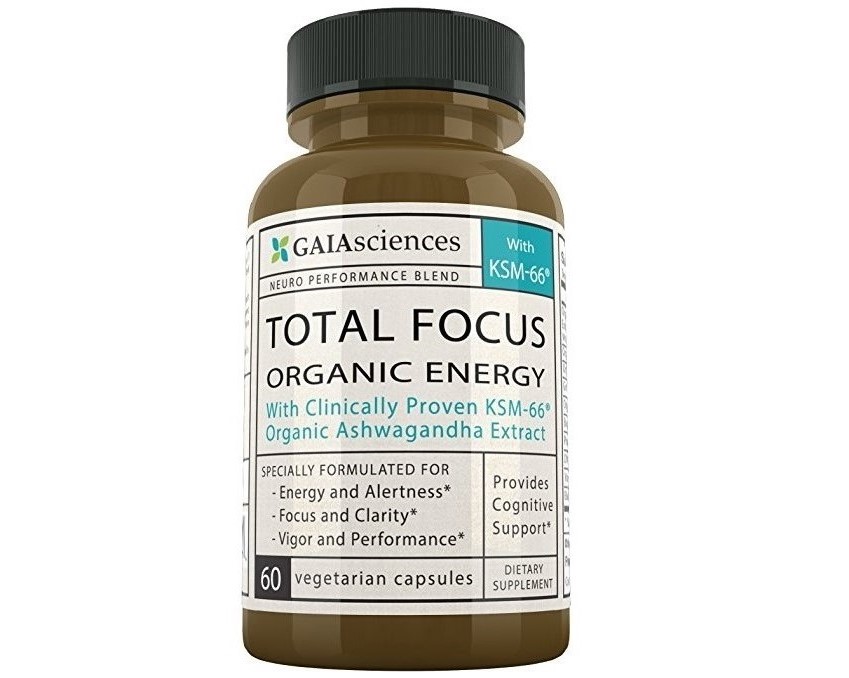 GAIAsciences
With
KSM-66®
NEURO PERFORMANCE BLEND
TOTAL FOCUS
ORGANIC ENERGY
With Clinically Proven KSM-66®
Organic Ashwagandha Extract
SPECIALLY FORMULATED FOR
- Energy and Alertness*
- Focus and Clarity*
- Vigor and Performance*
Provides
Cognitive
Support*
60 vegetarian capsules
DIETARY
SUPPLEMENT